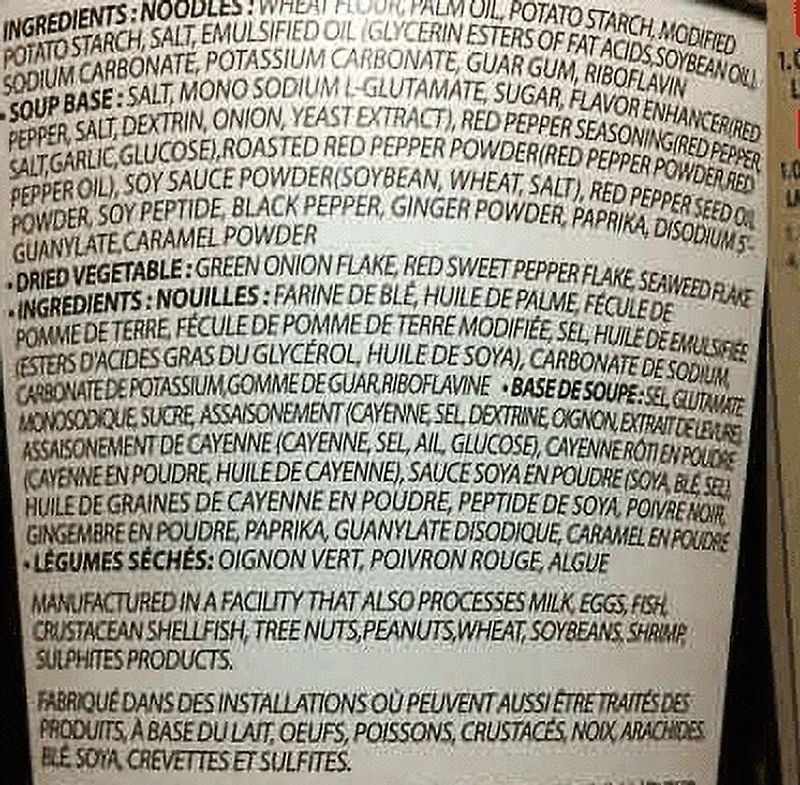 INGREDIENTS : NOODLES : WHEAT FLOUR, PALM OIL, POTATO STARCH, MODIFIED
POTATO STARCH, SALT, EMULSIFIED OIL (GLYCERIN ESTERS OF FAT ACIDS, SOYBEAN OIL),
SODIUM CARBONATE, POTASSIUM CARBONATE, GUAR GUM, RIBOFLAVIN
• SOUP BASE : SALT, MONO SODIUM L-GLUTAMATE, SUGAR, FLAVOR ENHANCER(RED
PEPPER, SALT, DEXTRIN, ONION, YEAST EXTRACT), RED PEPPER SEASONING(RED PEPPER,
SALT,GARLIC,GLUCOSE),ROASTED RED PEPPER POWDER(RED PEPPER POWDER,RED
PEPPER OIL), SOY SAUCE POWDER(SOYBEAN, WHEAT, SALT), RED PEPPER SEED OIL
POWDER, SOY PEPTIDE, BLACK PEPPER, GINGER POWDER, PAPRIKA, DISODIUM 5'-
GUANYLATE,CARAMEL POWDER
• DRIED VEGETABLE : GREEN ONION FLAKE, RED SWEET PEPPER FLAKE, SEAWEED FLAKE
• INGREDIENTS : NOUILLES : FARINE DE BLÉ, HUILE DE PALME, FÉCULE DE
POMME DE TERRE, FÉCULE DE POMME DE TERRE MODIFIÉE, SEL, HUILE DE EMULSIFIÉE
(ESTERS D'ACIDES GRAS DU GLYCÉROL, HUILE DE SOYA), CARBONATE DE SODIUM,
CARBONATE DE POTASSIUM,GOMME DE GUAR,RIBOFLAVINE • BASE DE SOUPE : SEL, GLUTAMATE
MONOSODIQUE, SUCRE, ASSAISONEMENT (CAYENNE, SEL, DEXTRINE, OIGNON, EXTRAIT DE LEVURE),
ASSAISONEMENT DE CAYENNE (CAYENNE, SEL, AIL, GLUCOSE), CAYENNE RÔTI EN POUDRE
(CAYENNE EN POUDRE, HUILE DE CAYENNE), SAUCE SOYA EN POUDRE (SOYA, BLÉ, SEL),
HUILE DE GRAINES DE CAYENNE EN POUDRE, PEPTIDE DE SOYA, POIVRE NOIR,
GINGEMBRE EN POUDRE, PAPRIKA, GUANYLATE DISODIQUE, CARAMEL EN POUDRE
• LÉGUMES SÉCHÉS: OIGNON VERT, POIVRON ROUGE, ALGUE
MANUFACTURED IN A FACILITY THAT ALSO PROCESSES MILK, EGGS, FISH,
CRUSTACEAN SHELLFISH, TREE NUTS,PEANUTS,WHEAT, SOYBEANS, SHRIMP,
SULPHITES PRODUCTS.
FABRIQUÉ DANS DES INSTALLATIONS OÙ PEUVENT AUSSI ÊTRE TRAITÉS DES
PRODUITS, À BASE DU LAIT, OEUFS, POISSONS, CRUSTACÉS, NOIX, ARACHIDES,
BLÉ, SOYA, CREVETTES ET SULFITES.